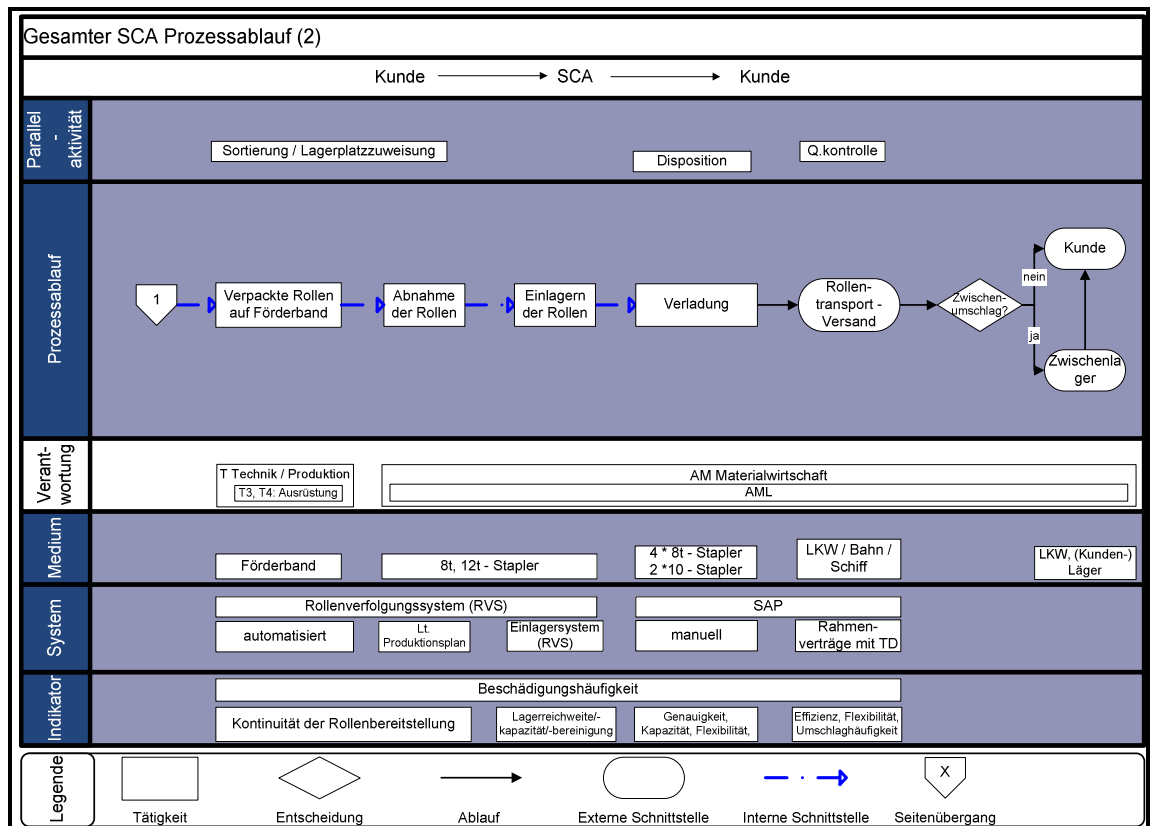 Gesamter SCA Prozessablauf (2)
Kunde SCA Kunde
Parallel
-
aktivität
Sortierung / Lagerplatzzuweisung
Disposition
Q.kontrolle
Prozessablauf
1
Verpackte Rollen
auf Förderband
Abnahme
der Rollen
Einlagern
der Rollen
Verladung
Rollen-
transport -
Versand
Zwischen-
umschlag?
nein
ja
Kunde
Zwischenla
ger
Verant-
wortung
T Technik / Produktion
T3, T4: Ausrüstung
AM Materialwirtschaft
AML
Medium
Förderband
8t, 12t - Stapler
4 * 8t - Stapler
2 *10 - Stapler
LKW / Bahn /
Schiff
LKW, (Kunden-)
Läger
System
Rollenverfolgungssystem (RVS)
SAP
automatisiert
Lt.
Produktionsplan
Einlagersystem
(RVS)
manuell
Rahmen-
verträge mit TD
Indikator
Beschädigungshäufigkeit
Kontinuität der Rollenbereitstellung
Lagerreichweite/-
kapazität/-bereinigung
Genauigkeit,
Kapazität, Flexibilität,
Effizienz, Flexibilität,
Umschlaghäufigkeit
Legende
Tätigkeit
Entscheidung
Ablauf
Externe Schnittstelle
Interne Schnittstelle
X
Seitenübergang